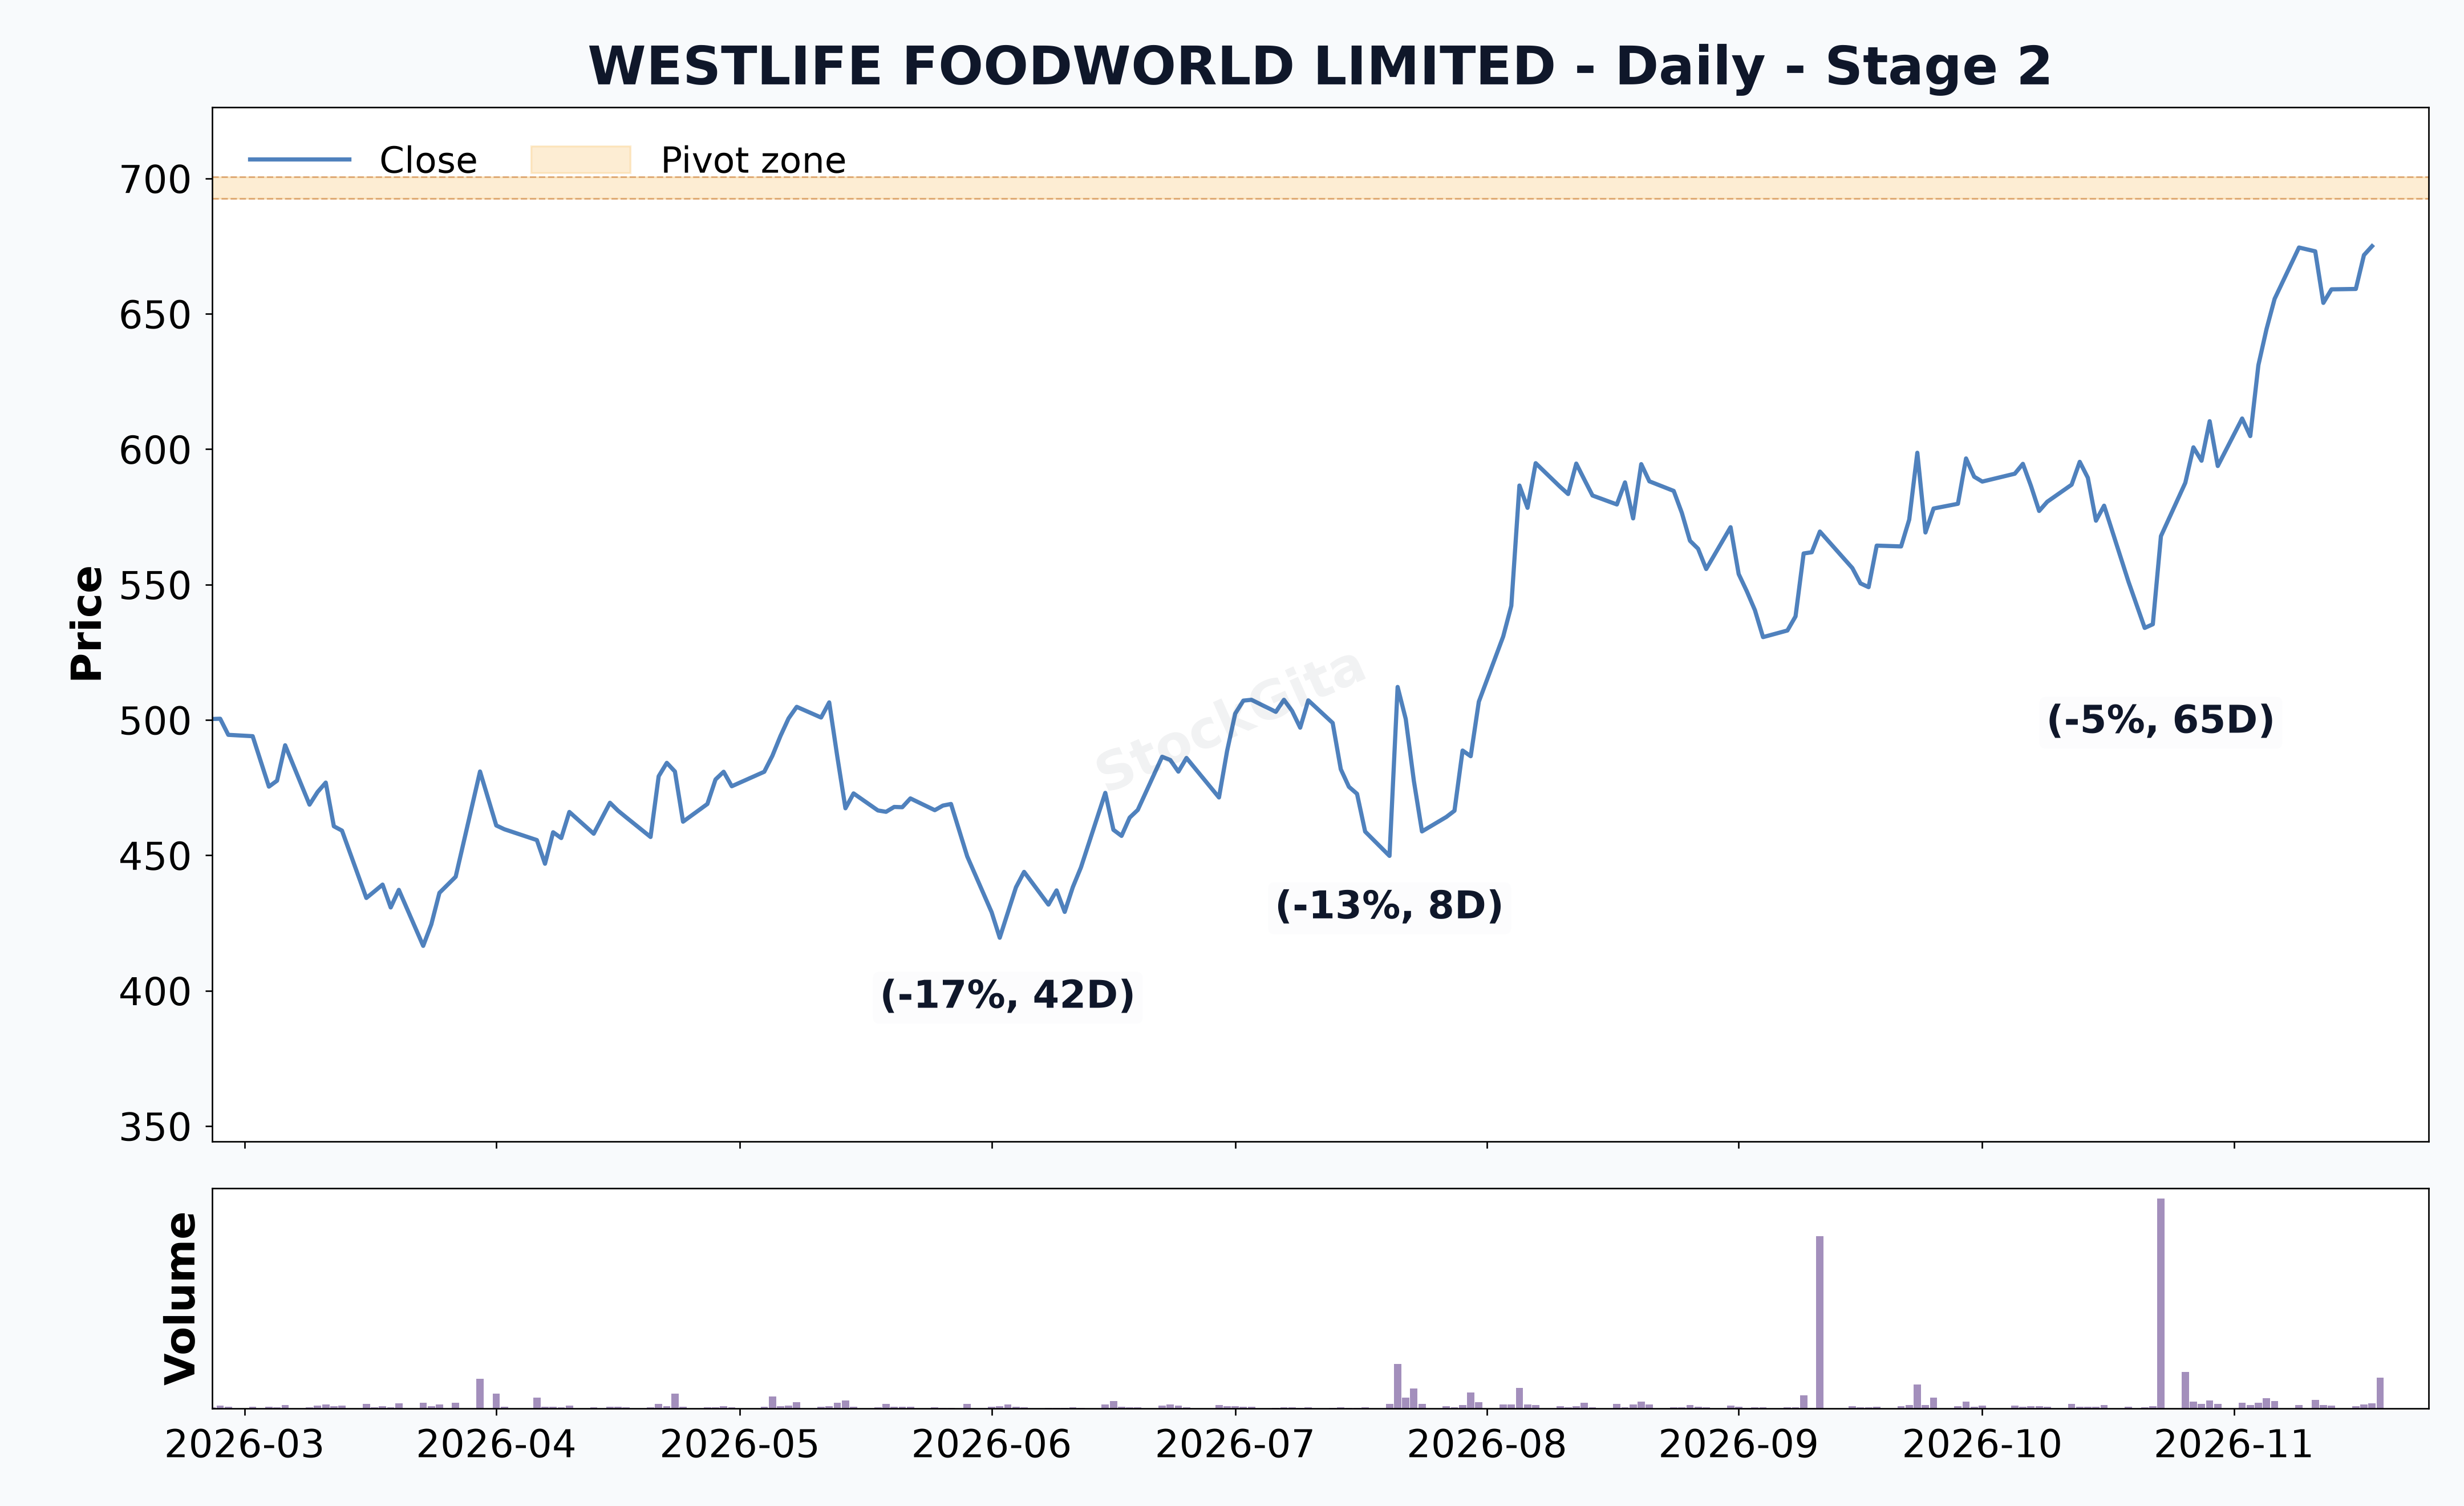 WESTLIFE FOODWORLD LIMITED - Daily - Stage 2
Close
Pivot zone
700
650
600
550
500
450
400
350
Price
StockGita
(-17%, 42D)
(-13%, 8D)
(-5%, 65D)
Volume
2026-03
2026-04
2026-05
2026-06
2026-07
2026-08
2026-09
2026-10
2026-11